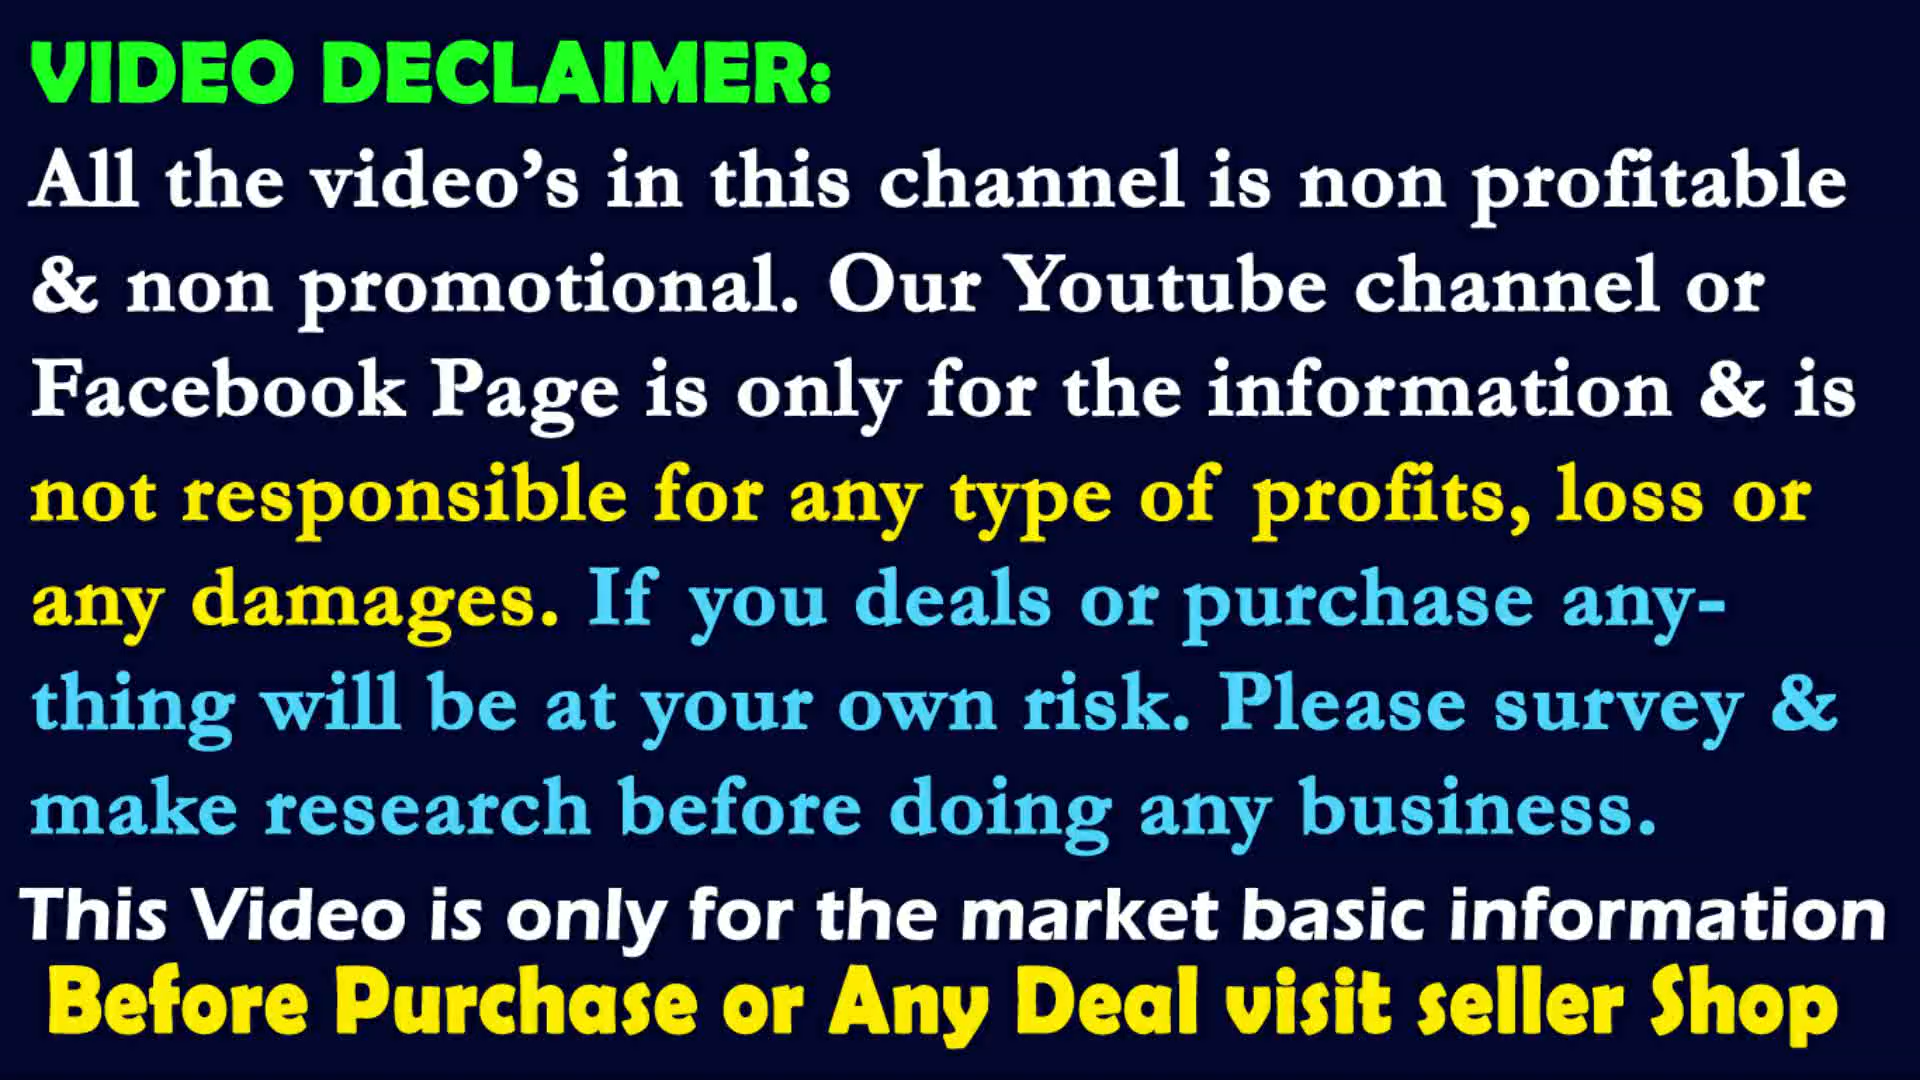 VIDEO DECLAIMER:
All the video’s in this channel is non profitable
& non promotional. Our Youtube channel or
Facebook Page is only for the information & is
not responsible for any type of profits, loss or
any damages. If you deals or purchase any-
thing will be at your own risk. Please survey &
make research before doing any business.
This Video is only for the market basic information
Before Purchase or Any Deal visit seller Shop